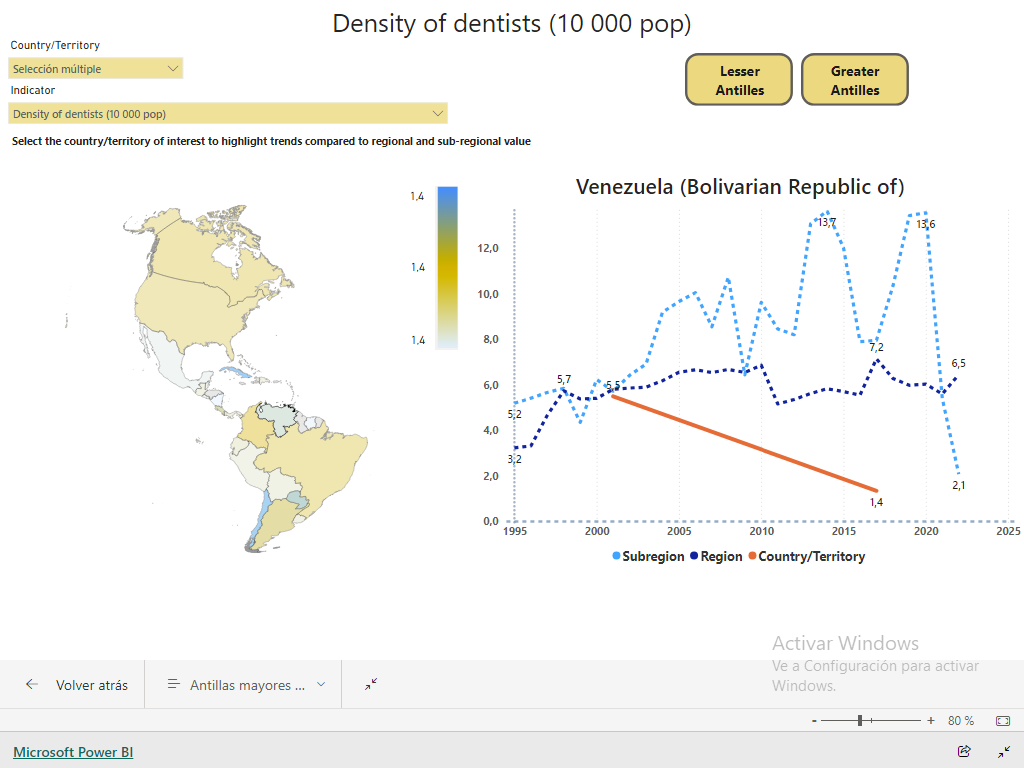 Density of dentists (10 000 pop)
Country/Territory
Selección múltiple
Indicator
Density of dentists (10 000 pop)
Select the country/territory of interest to highlight trends compared to regional and sub-regional value
Lesser
Antilles
Greater
Antilles
1,4
1,4
1,4
Venezuela (Bolivarian Republic of)
12,0
10,0
8,0
6,0
4,0
2,0
0,0
5,2
3,2
5,7
5,5
13,7
7,2
1,4
13,6
6,5
2,1
1995 2000 2005 2010 2015 2020 2025
Subregion Region Country/Territory
Activar Windows
Ve a Configuración para activar
Windows.
Volver atrás
Antillas mayores ...
- + 80 %
Microsoft Power BI